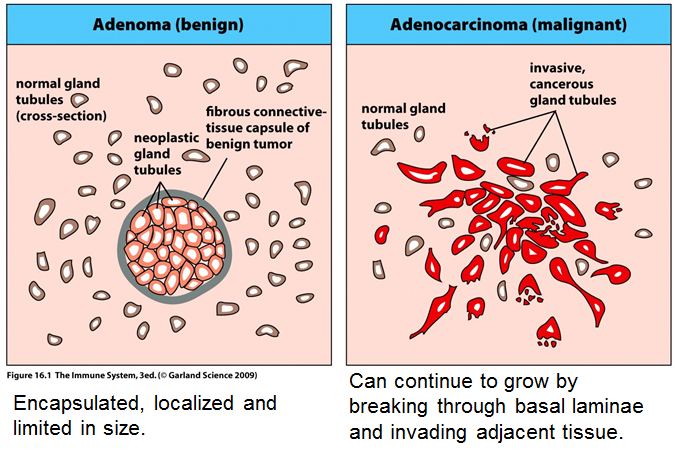 Adenoma (benign)
normal gland
tubules
(cross-section)
neoplastic
gland
tubules
fibrous connective-
tissue capsule of
benign tumor
Adenocarcinoma (malignant)
normal gland
tubules
invasive,
cancerous
gland tubules
Figure 16.1 The Immune System, 3ed. (© Garland Science 2009)
Encapsulated, localized and
limited in size.
Can continue to grow by
breaking through basal laminae
and invading adjacent tissue.